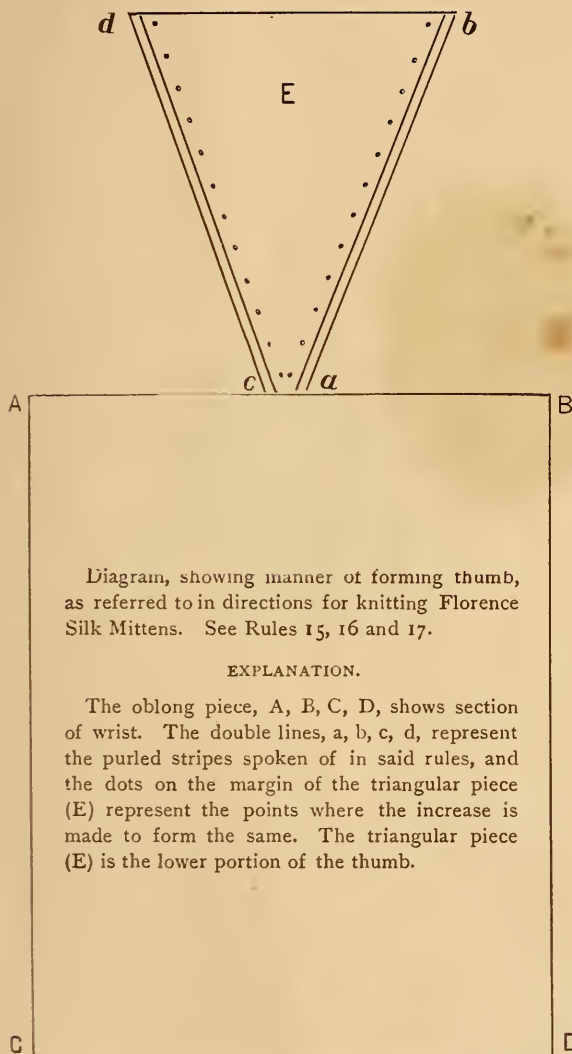 d b
E
c a
A B
Diagram, showing manner of forming thumb,
as referred to in directions for knitting Florence
Silk Mittens. See Rules 15, 16 and 17.
EXPLANATION.
The oblong piece, A, B, C, D, shows section
of wrist. The double lines, a, b, c, d, represent
the purled stripes spoken of in said rules, and
the dots on the margin of the triangular piece
(E) represent the points where the increase is
made to form the same. The triangular piece
(E) is the lower portion of the thumb.
C D